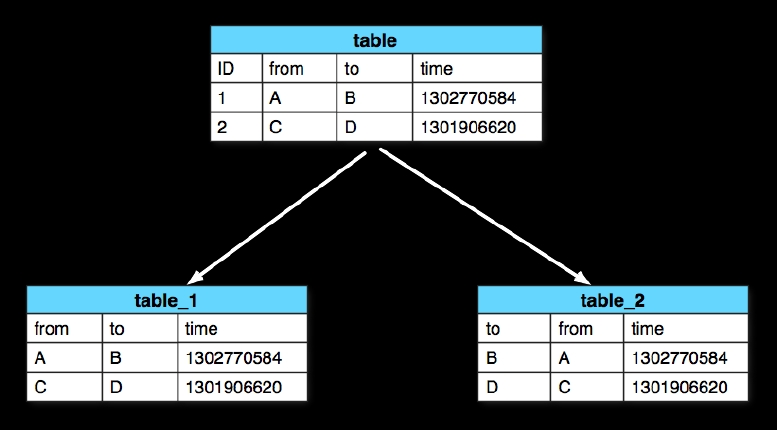 table
ID from to time
1 A B 1302770584
2 C D 1301906620
table_1
from to time
A B 1302770584
C D 1301906620
table_2
to from time
B A 1302770584
D C 1301906620